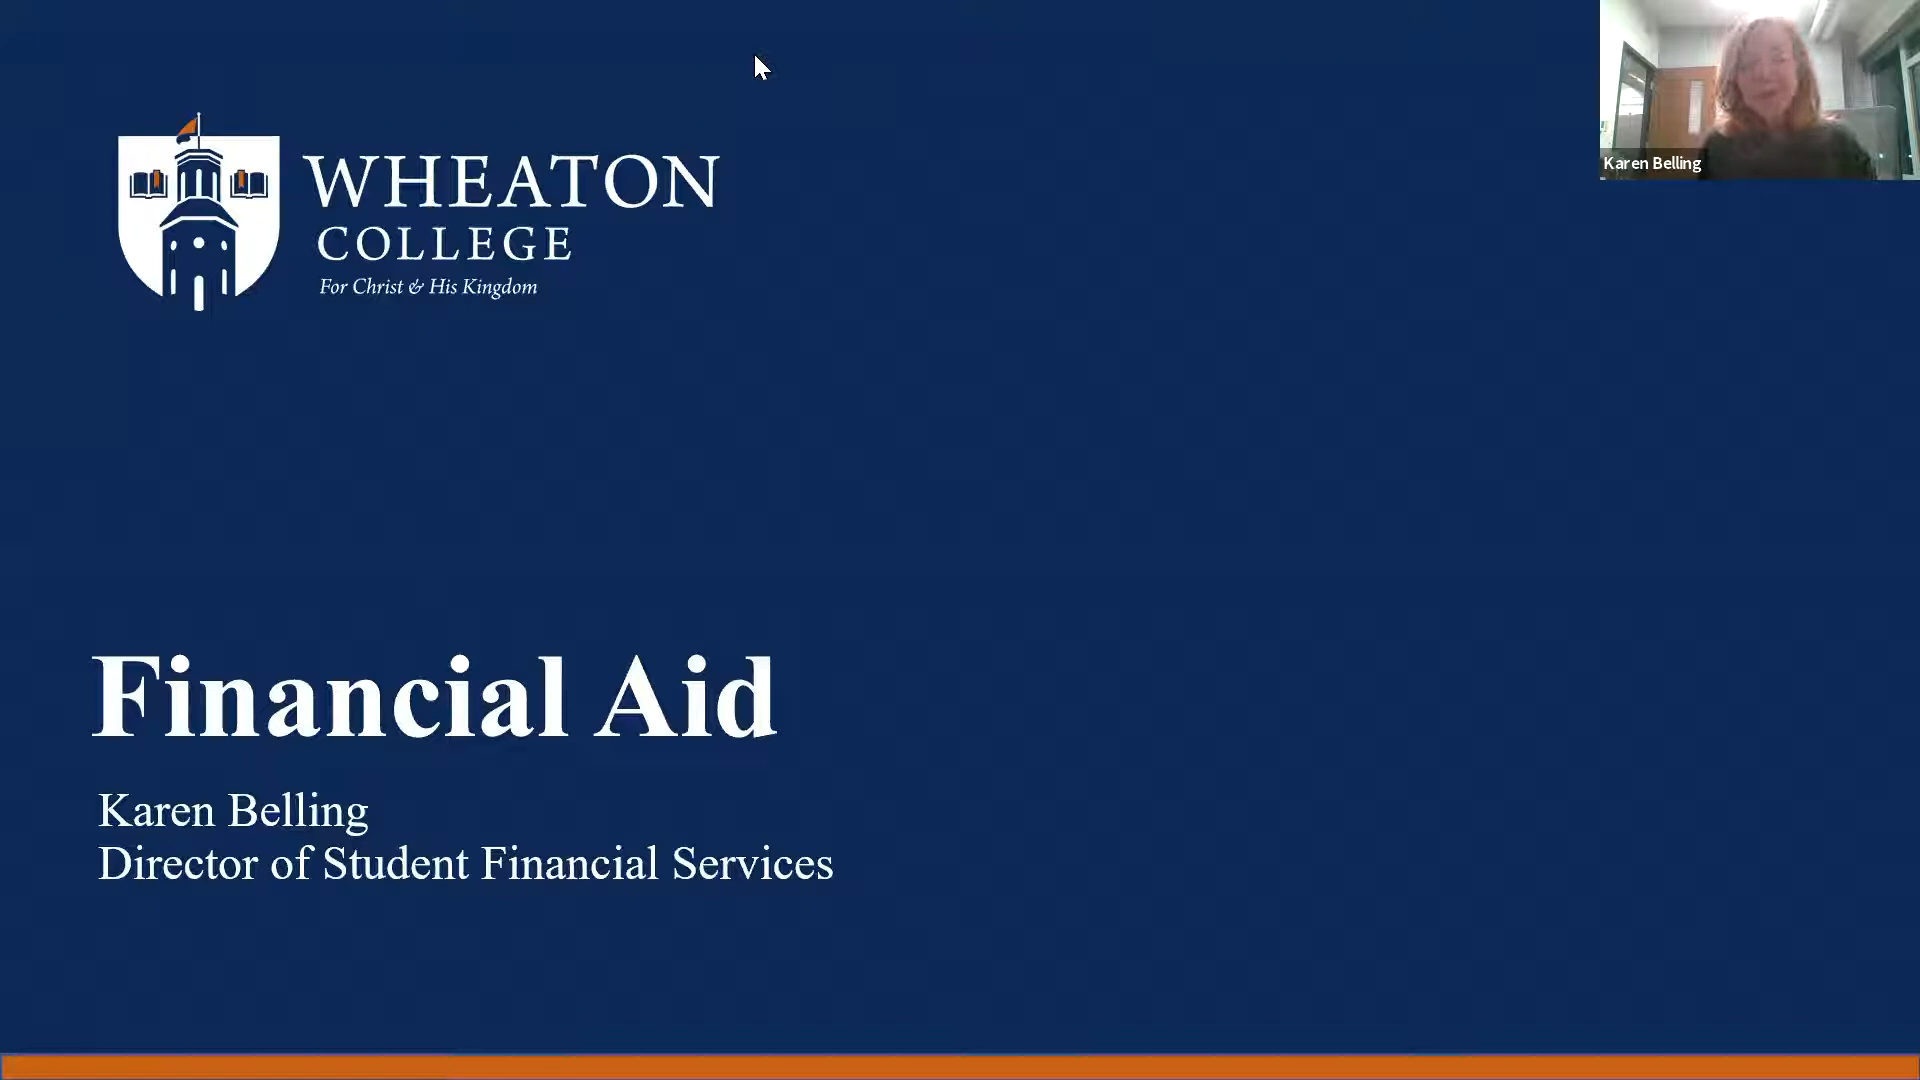 WHEATON
COLLEGE
For Christ & His Kingdom
Karen Belling
Financial Aid
Karen Belling
Director of Student Financial Services